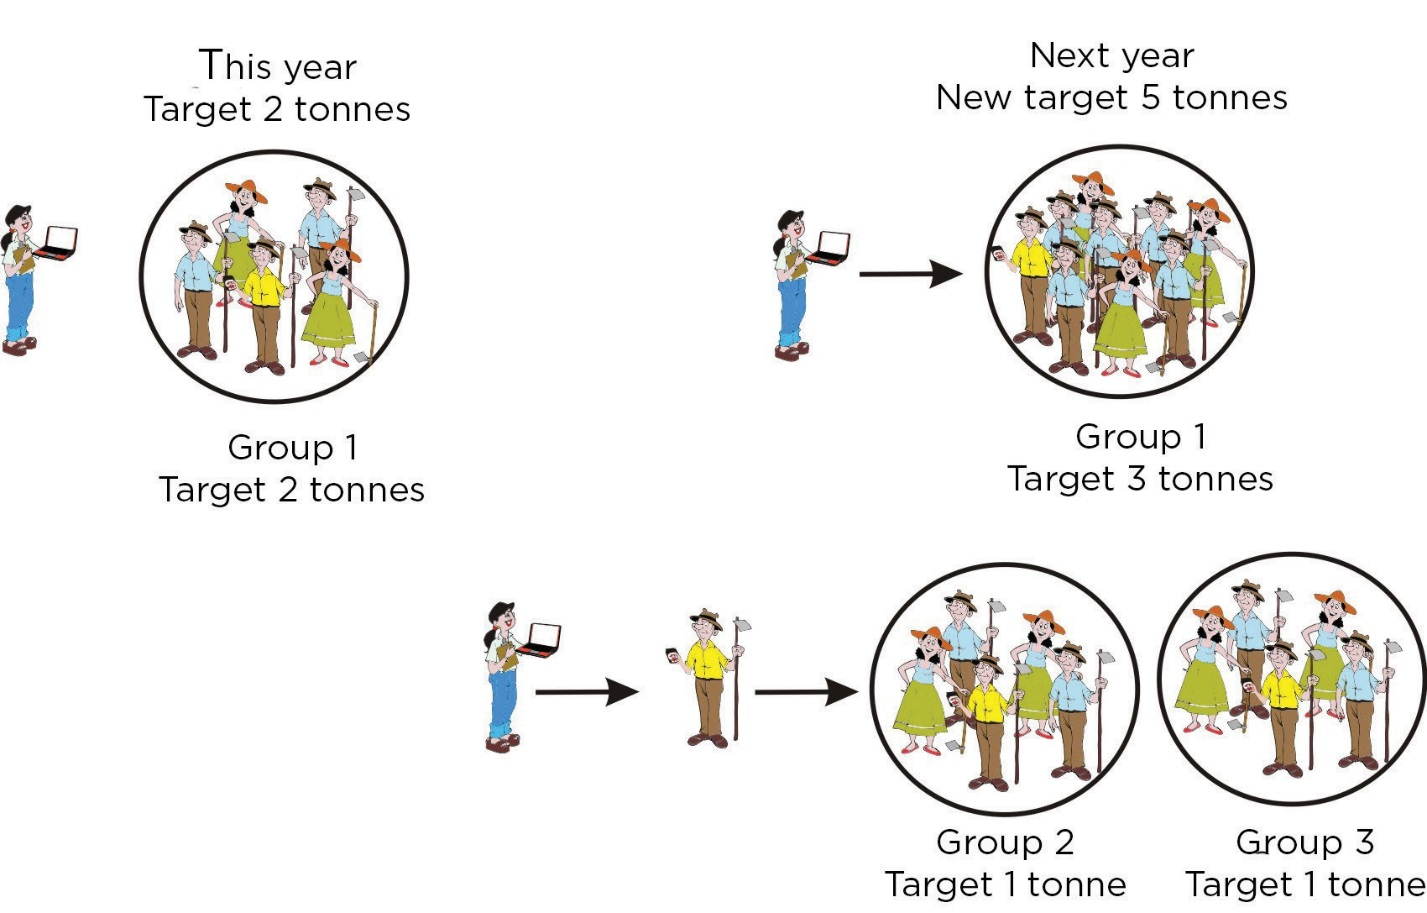 This year
Target 2 tonnes
Next year
New target 5 tonnes
Group 1
Target 2 tonnes
Group 1
Target 3 tonnes
Group 2
Target 1 tonne
Group 3
Target 1 tonne